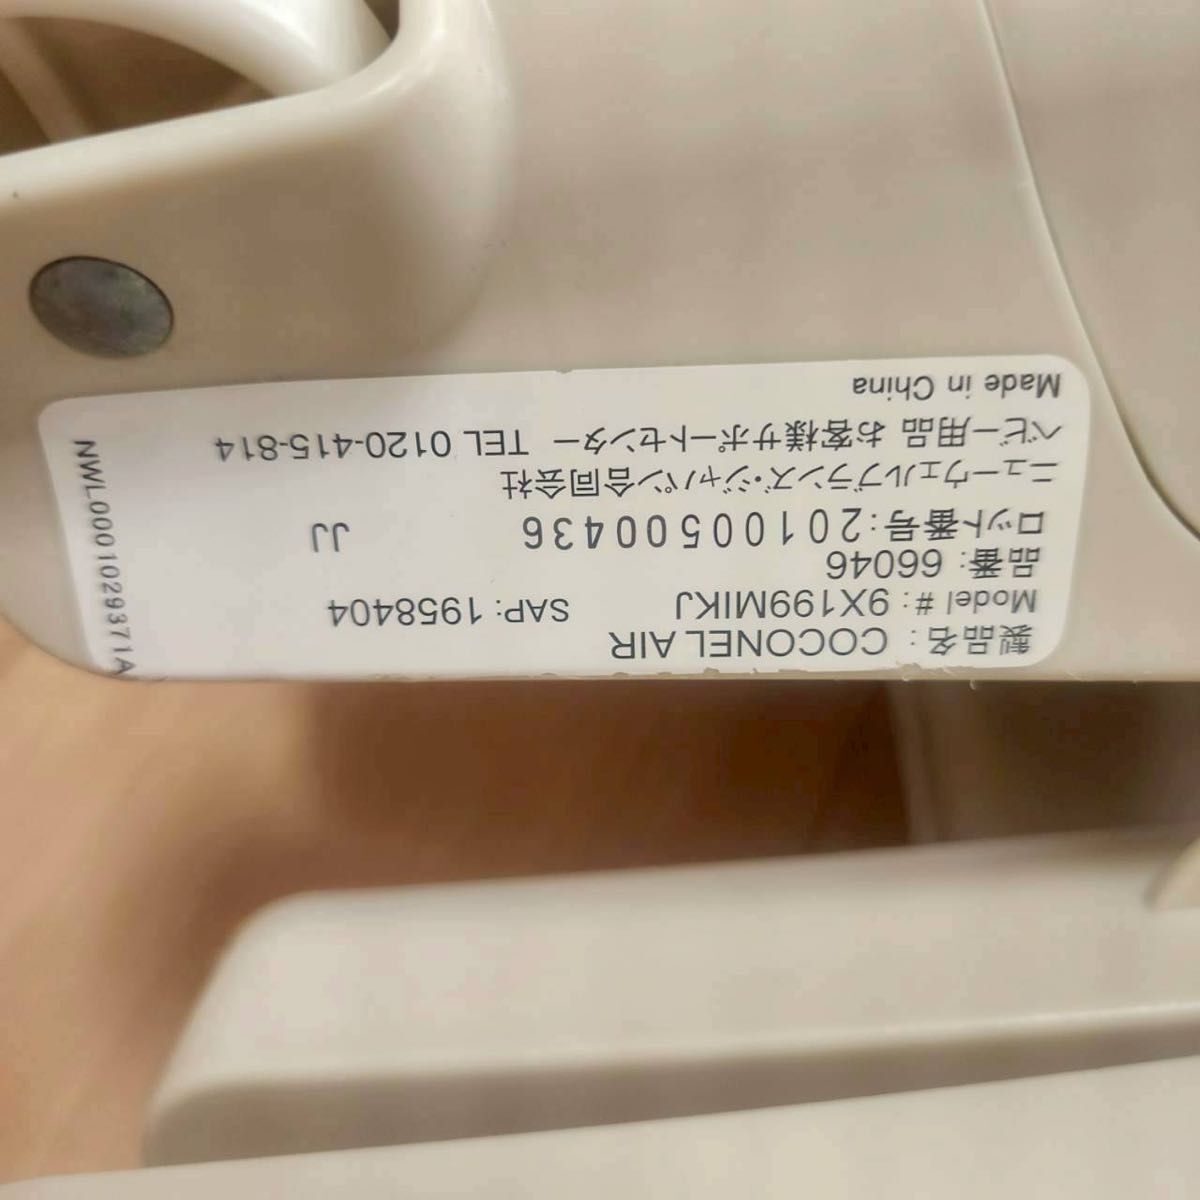 製品名: COCONEL AIR
Model #: 9X199MIKJ SAP: 1958404
品番: 66046
ロット番号: 20100500436 JJ
ニューウェルブランズ・ジャパン合同会社
ベビー用品 お客様サポートセンター TEL 0120-415-814
Made in China
NWL0001029371A